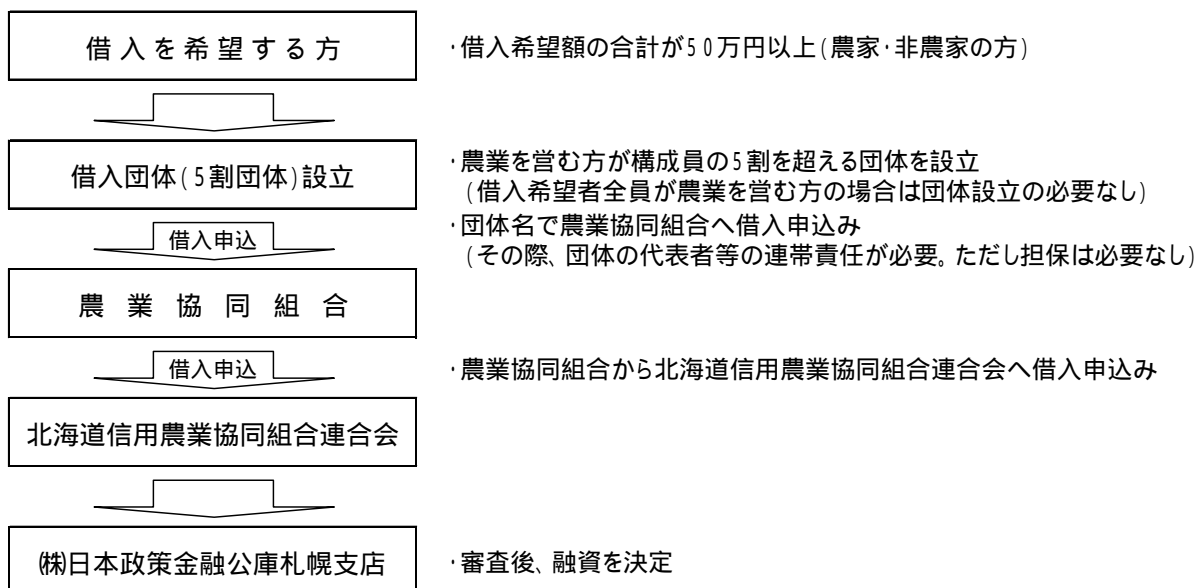 借入を希望する方
・借入希望額の合計が50万円以上(農家・非農家の方)
借入団体(5割団体)設立
・農業を営む方が構成員の5割を超える団体を設立
(借入希望者全員が農業を営む方の場合は団体設立の必要なし)
借入申込
・団体名で農業協同組合へ借入申込み
(その際、団体の代表者等の連帯責任が必要。ただし担保は必要なし)
農業協同組合
借入申込
・農業協同組合から北海道信用農業協同組合連合会へ借入申込み
北海道信用農業協同組合連合会
㈱日本政策金融公庫札幌支店
・審査後、融資を決定